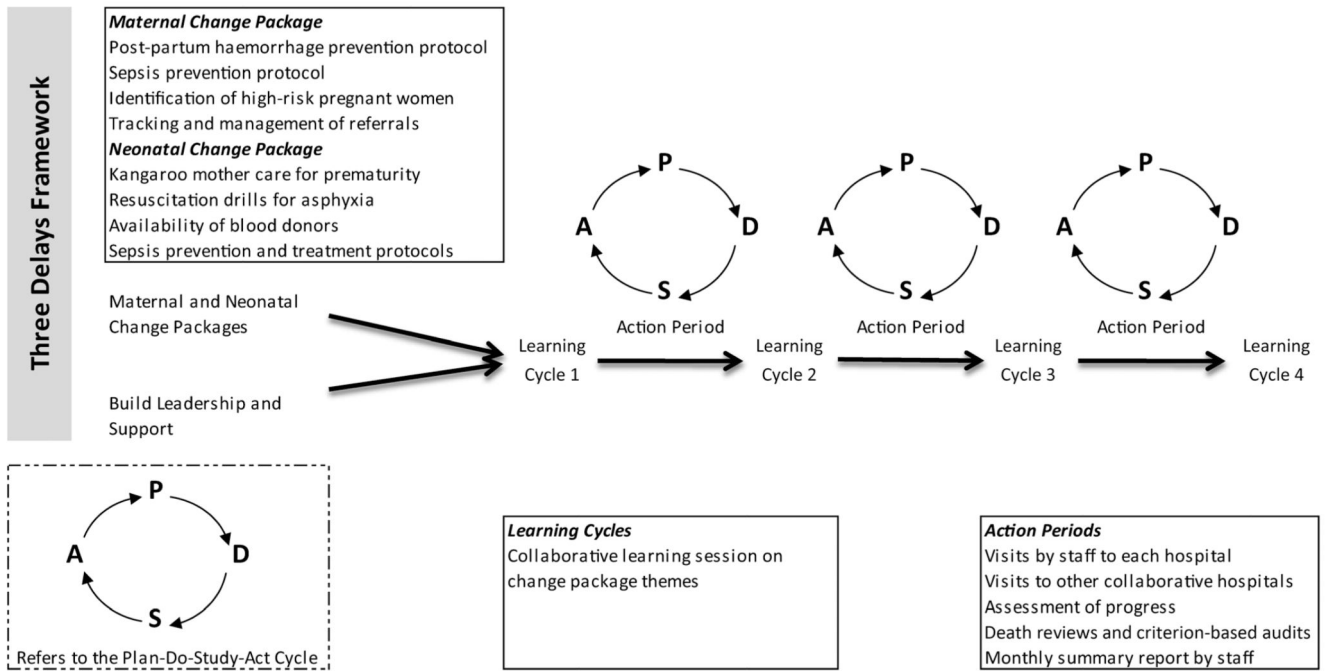 Three Delays Framework
Maternal Change Package
Post-partum haemorrhage prevention protocol
Sepsis prevention protocol
Identification of high-risk pregnant women
Tracking and management of referrals
Neonatal Change Package
Kangaroo mother care for prematurity
Resuscitation drills for asphyxia
Availability of blood donors
Sepsis prevention and treatment protocols
Maternal and Neonatal
Change Packages
Build Leadership and
Support
Learning
Cycle 1
P
A
D
S
Action Period
Learning
Cycle 2
P
A
D
S
Action Period
Learning
Cycle 3
P
A
D
S
Action Period
Learning
Cycle 4
P
A
D
S
Refers to the Plan-Do-Study-Act Cycle
Learning Cycles
Collaborative learning session on
change package themes
Action Periods
Visits by staff to each hospital
Visits to other collaborative hospitals
Assessment of progress
Death reviews and criterion-based audits
Monthly summary report by staff